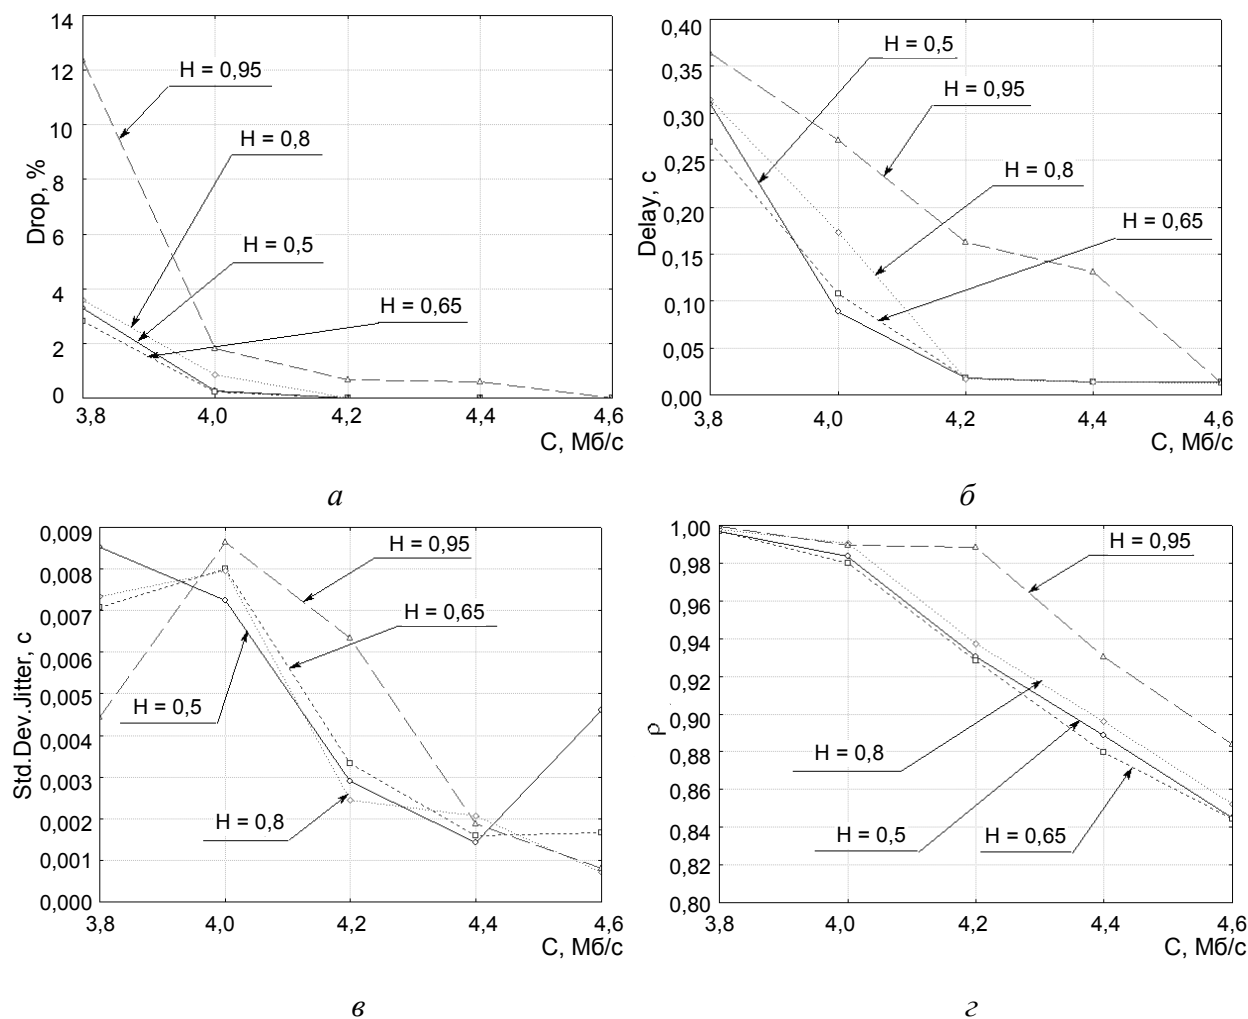 14
12
10
8
6
4
2
0
Drop, %
H = 0,95
H = 0,8
H = 0,5
H = 0,65
3,8
4,0
4,2
4,4
4,6
C, Мб/с
а
0,40
0,35
0,30
0,25
0,20
0,15
0,10
0,05
0,00
Delay, с
H = 0,5
H = 0,95
H = 0,8
H = 0,65
3,8
4,0
4,2
4,4
4,6
C, Мб/с
б
0,009
0,008
0,007
0,006
0,005
0,004
0,003
0,002
0,001
0,000
Std.Dev.Jitter, с
H = 0,95
H = 0,65
H = 0,5
H = 0,8
3,8
4,0
4,2
4,4
4,6
C, Мб/с
в
1,00
0,98
0,96
0,94
0,92
0,90
0,88
0,86
0,84
0,82
0,80
ρ
H = 0,95
H = 0,8
H = 0,5
H = 0,65
3,8
4,0
4,2
4,4
4,6
C, Мб/с
г